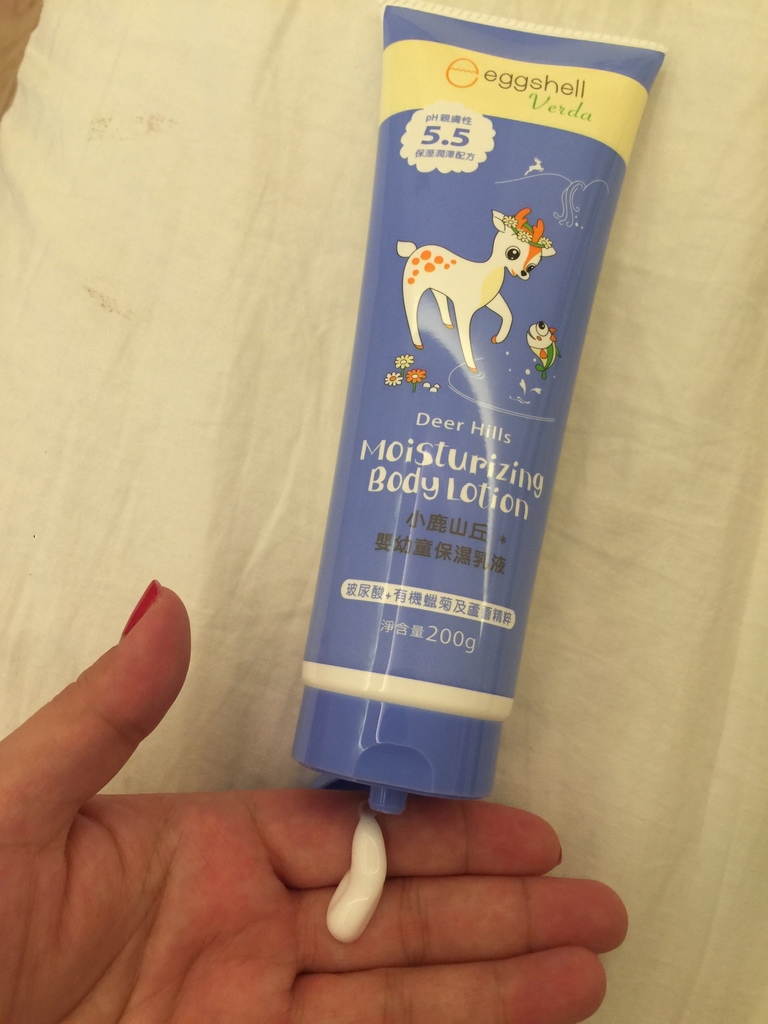 eggshell
Verda
pH親膚性
5.5
保溼潤澤配方
Deer Hills
Moisturizing
Body Lotion
小鹿山丘
嬰幼童保濕乳液
玻尿酸+有機蠟菊及蘆薈精粹
淨含量200g